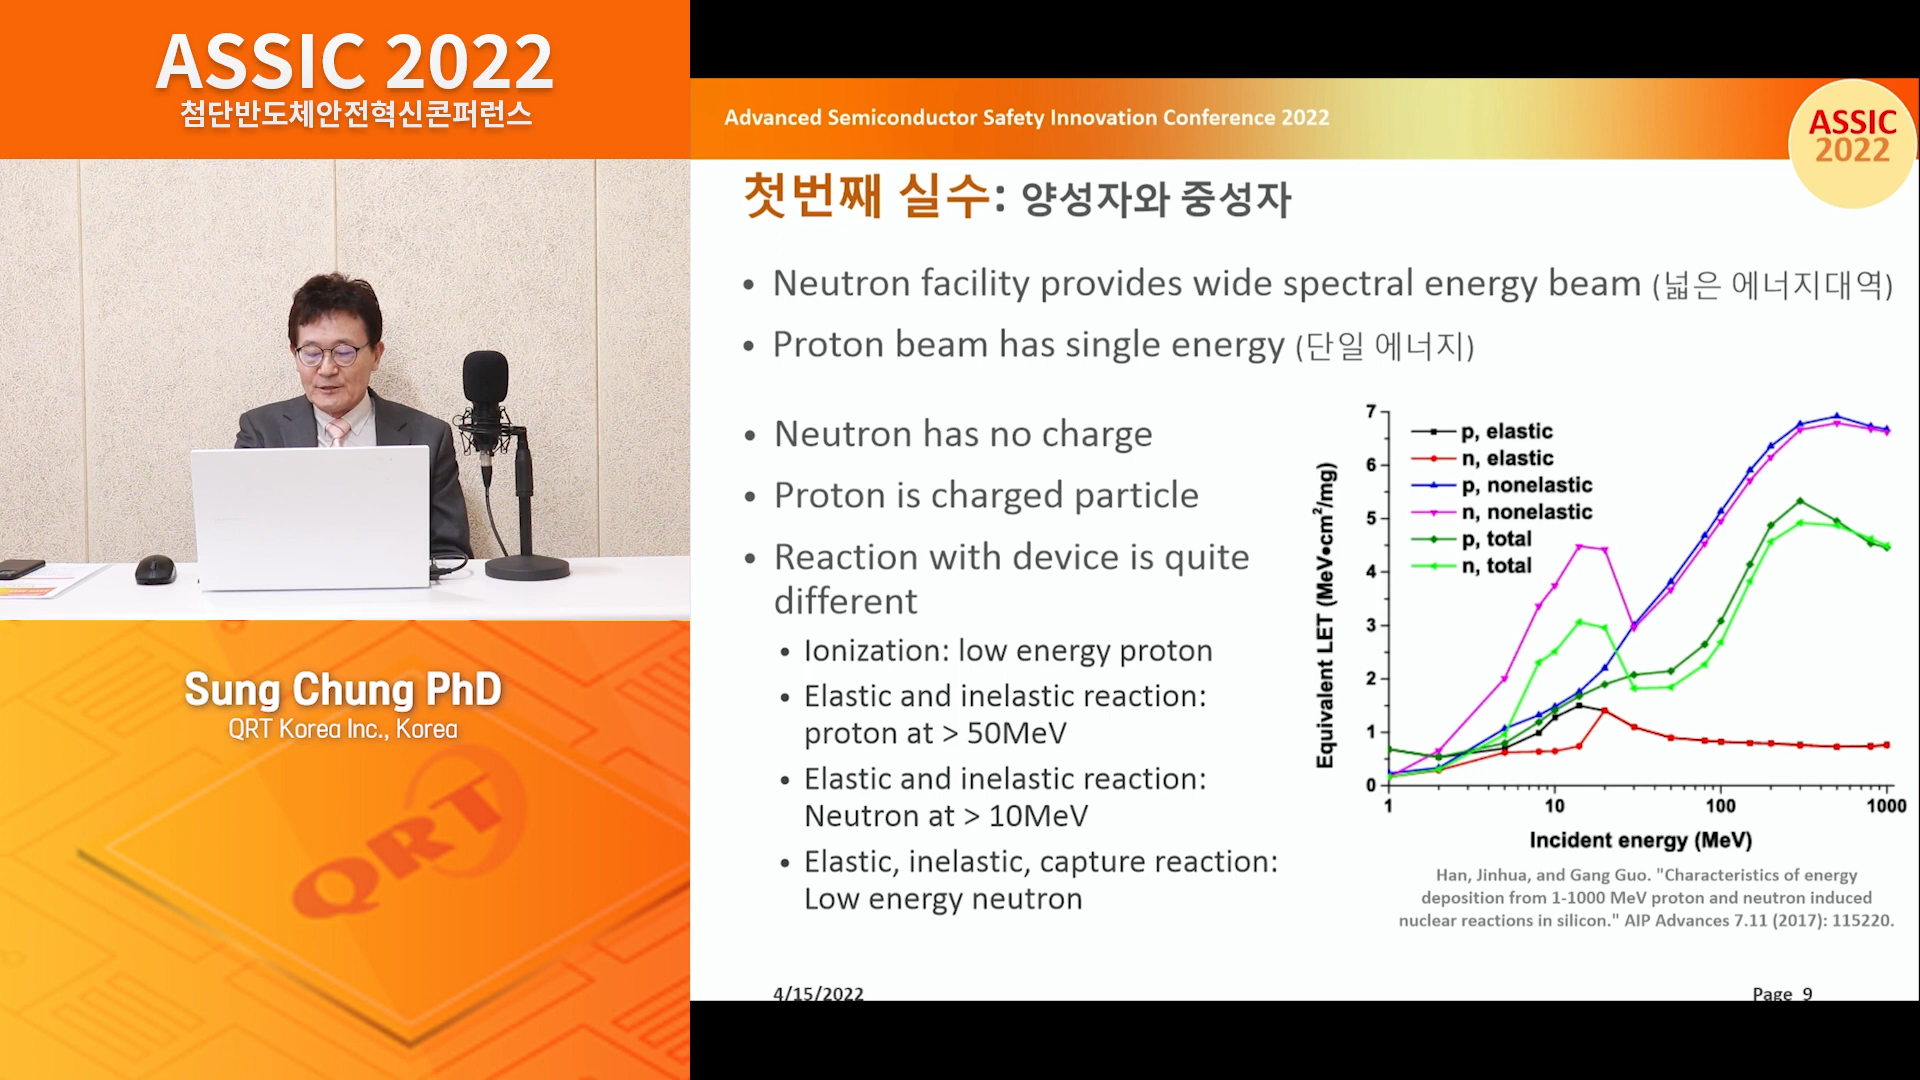 ASSIC 2022
첨단반도체안전혁신콘퍼런스
Sung Chung PhD
QRT Korea Inc., Korea
QRT
Advanced Semiconductor Safety Innovation Conference 2022
ASSIC
2022
첫번째 실수: 양성자와 중성자
• Neutron facility provides wide spectral energy beam (넓은 에너지대역)
• Proton beam has single energy (단일 에너지)
• Neutron has no charge
• Proton is charged particle
• Reaction with device is quite
different
• Ionization: low energy proton
• Elastic and inelastic reaction:
proton at > 50MeV
• Elastic and inelastic reaction:
Neutron at > 10MeV
• Elastic, inelastic, capture reaction:
Low energy neutron
p, elastic
n, elastic
p, nonelastic
n, nonelastic
p, total
n, total
Equivalent LET (MeV•cm²/mg)
7
6
5
4
3
2
1
0
1 10 100 1000
Incident energy (MeV)
Han, Jinhua, and Gang Guo. "Characteristics of energy
deposition from 1-1000 MeV proton and neutron induced
nuclear reactions in silicon." AIP Advances 7.11 (2017): 115220.
4/15/2022
Page 9